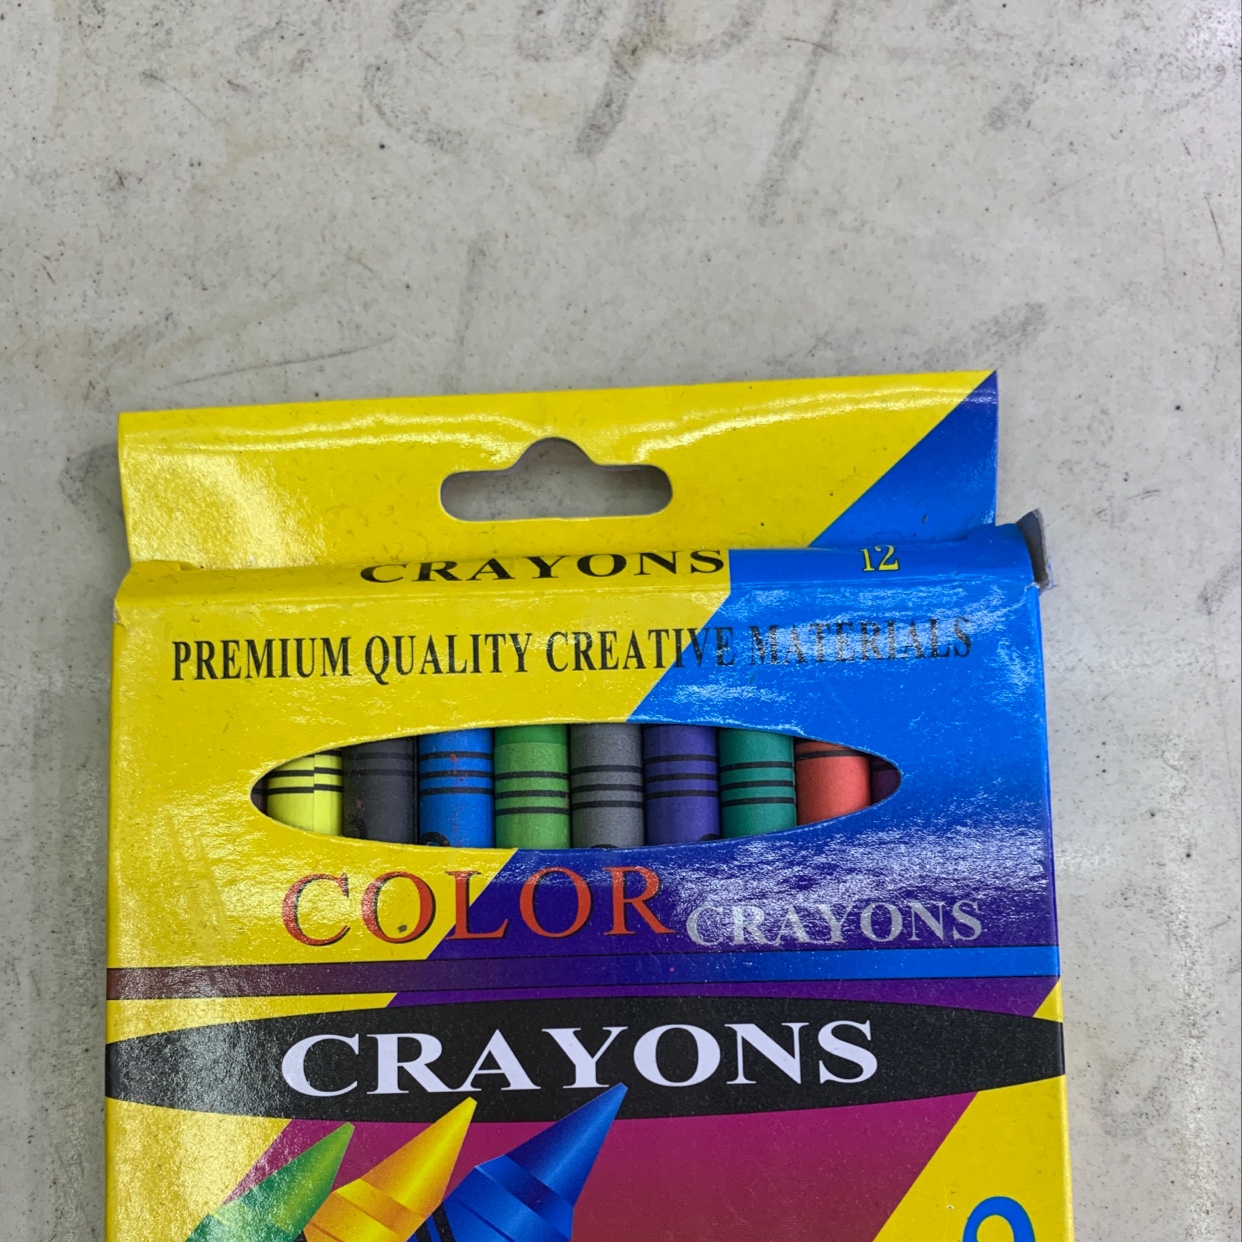 CRAYONS 12
PREMIUM QUALITY CREATIVE MATERIALS
COLOR CRAYONS
CRAYONS